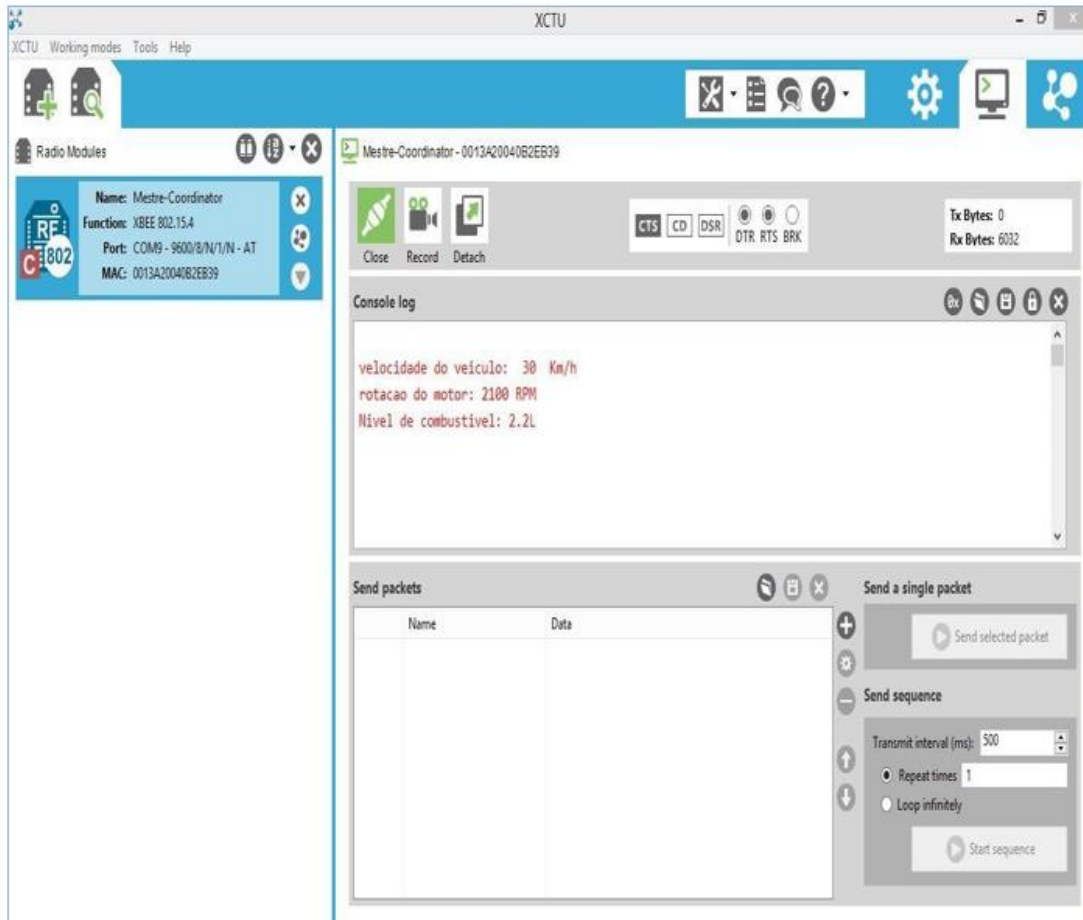 XCTU
XCTU Working modes Tools Help
Radio Modules
Name: Mestre-Coordinator
Function: XBEE 802.15.4
Port: COM9 - 9600/8/N/1/N - AT
MAC: 0013A20040B2EB39
RF
802
C
Mestre-Coordinator - 0013A20040B2EB39
Close Record Detach
CTS CD DSR DTR RTS BRK
Tx Bytes: 0
Rx Bytes: 6032
Console log
velocidade do veículo: 30 Km/h
rotacao do motor: 2100 RPM
Nivel de combustivel: 2.2L
Send packets
Name Data
Send a single packet
Send selected packet
Send sequence
Transmit interval (ms): 500
Repeat times 1
Loop infinitely
Start sequence